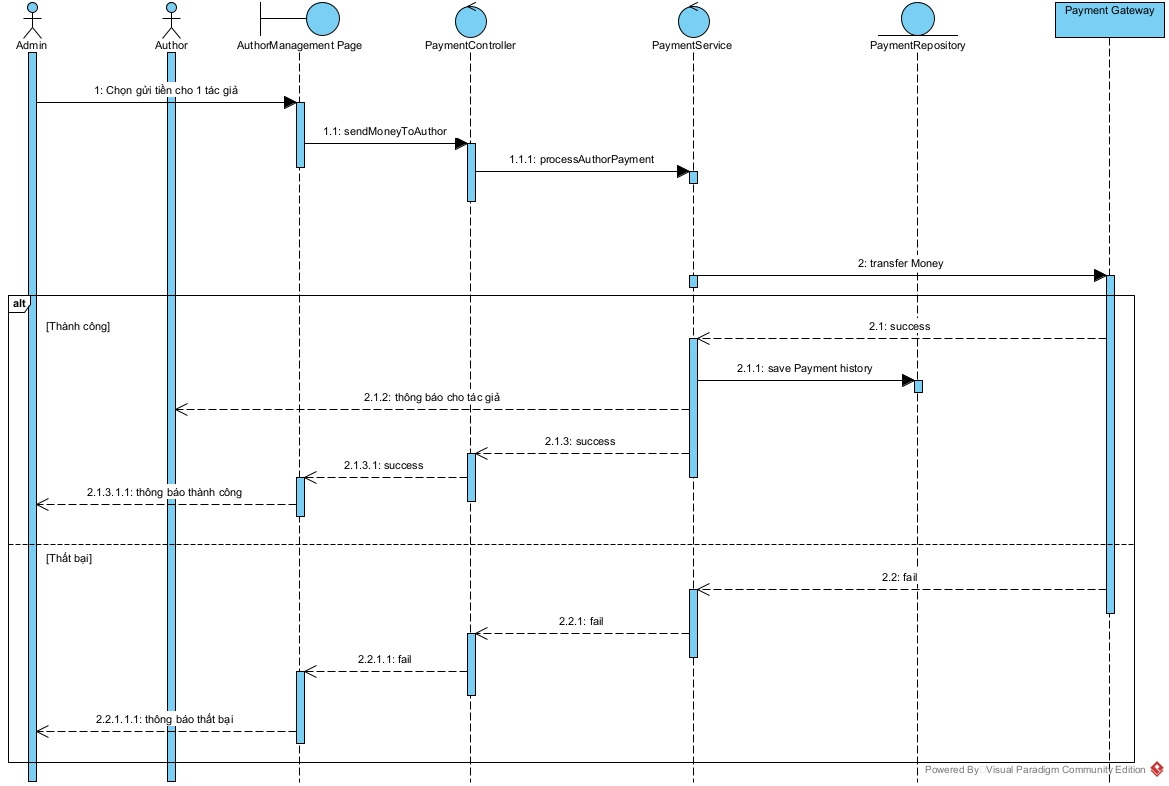 Admin
Author
AuthorManagement Page
PaymentController
PaymentService
PaymentRepository
Payment Gateway
1: Chọn gửi tiền cho 1 tác giả
1.1: sendMoneyToAuthor
1.1.1: processAuthorPayment
2: transfer Money
alt
[Thành công]
2.1: success
2.1.1: save Payment history
2.1.2: thông báo cho tác giả
2.1.3: success
2.1.3.1: success
2.1.3.1.1: thông báo thành công
[Thất bại]
2.2: fail
2.2.1: fail
2.2.1.1: fail
2.2.1.1.1: thông báo thất bại
Powered By Visual Paradigm Community Edition